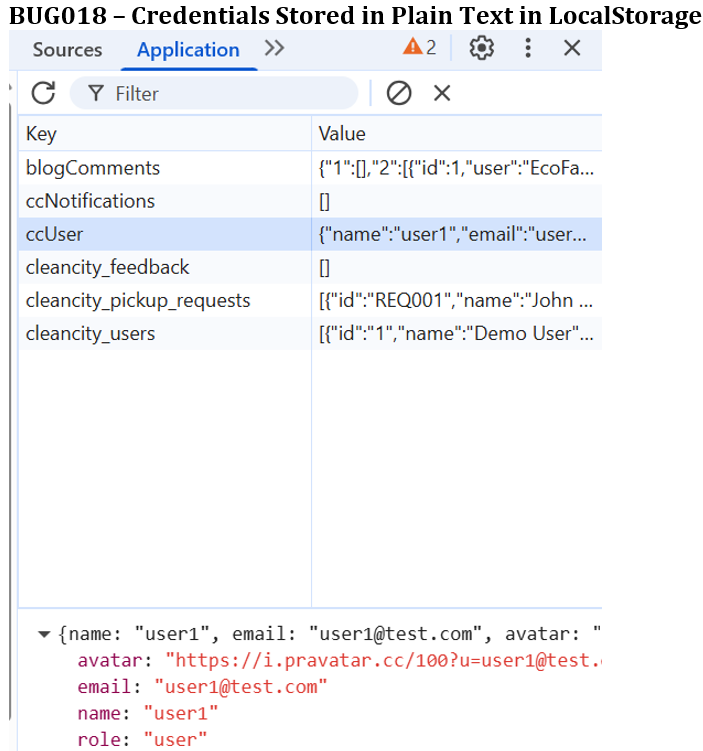 BUG018 – Credentials Stored in Plain Text in LocalStorage
Sources Application 2
Filter
Key Value
blogComments {"1":[],"2":[{"id":1,"user":"EcoFa...
ccNotifications []
ccUser {"name":"user1","email":"user...
cleancity_feedback []
cleancity_pickup_requests [{"id":"REQ001","name":"John ...
cleancity_users [{"id":"1","name":"Demo User"...
{name: "user1", email: "user1@test.com", avatar: "
avatar: "https://i.pravatar.cc/100?u=user1@test.
email: "user1@test.com"
name: "user1"
role: "user"